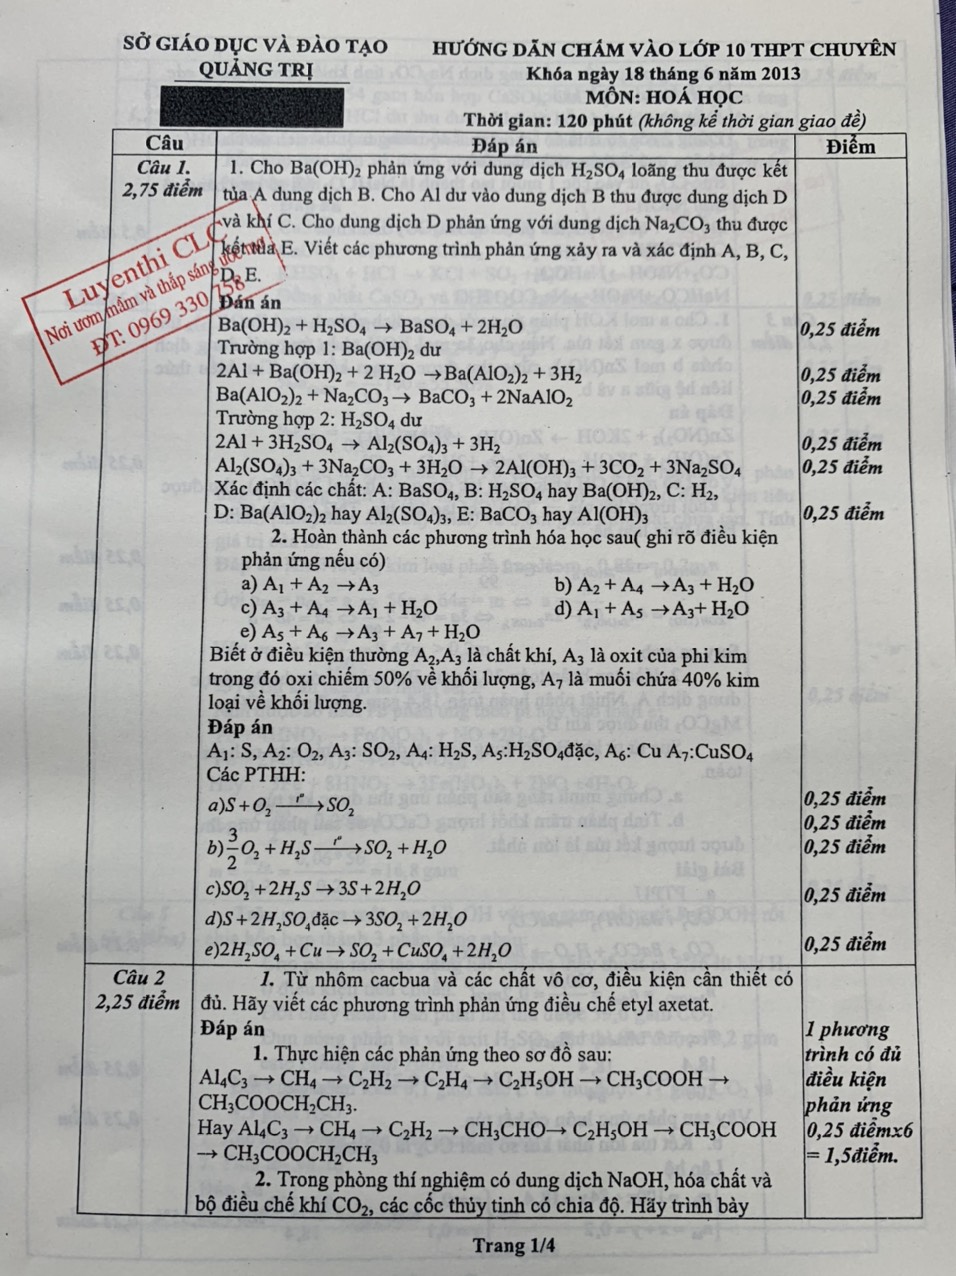 SỞ GIÁO DỤC VÀ ĐÀO TẠO
QUẢNG TRỊ
HƯỚNG DẪN CHẤM VÀO LỚP 10 THPT CHUYÊN
Khóa ngày 18 tháng 6 năm 2013
MÔN: HOÁ HỌC
Thời gian: 120 phút (không kể thời gian giao đề)
Câu Đáp án Điểm
Câu 1.
2,75 điểm
1. Cho Ba(OH)₂ phản ứng với dung dịch H₂SO₄ loãng thu được kết
tủa A dung dịch B. Cho Al dư vào dung dịch B thu được dung dịch D
và khí C. Cho dung dịch D phản ứng với dung dịch Na₂CO₃ thu được
kết tủa E. Viết các phương trình phản ứng xảy ra và xác định A, B, C,
D, E.
Luyenthi CLC
Nơi ươm mầm và thắp sáng ước mơ
ĐT: 0969 330 758
Đán án
Ba(OH)₂ + H₂SO₄ → BaSO₄ + 2H₂O 0,25 điểm
Trường hợp 1: Ba(OH)₂ dư
2Al + Ba(OH)₂ + 2 H₂O →Ba(AlO₂)₂ + 3H₂ 0,25 điểm
Ba(AlO₂)₂ + Na₂CO₃→ BaCO₃ + 2NaAlO₂ 0,25 điểm
Trường hợp 2: H₂SO₄ dư
2Al + 3H₂SO₄ → Al₂(SO₄)₃ + 3H₂ 0,25 điểm
Al₂(SO₄)₃ + 3Na₂CO₃ + 3H₂O → 2Al(OH)₃ + 3CO₂ + 3Na₂SO₄ 0,25 điểm
Xác định các chất: A: BaSO₄, B: H₂SO₄ hay Ba(OH)₂, C: H₂,
D: Ba(AlO₂)₂ hay Al₂(SO₄)₃, E: BaCO₃ hay Al(OH)₃ 0,25 điểm
2. Hoàn thành các phương trình hóa học sau( ghi rõ điều kiện
phản ứng nếu có)
a) A₁ + A₂ →A₃ b) A₂ + A₄ →A₃ + H₂O
c) A₃ + A₄ →A₁ + H₂O d) A₁ + A₅ →A₃+ H₂O
e) A₅ + A₆ →A₃ + A₇ + H₂O
Biết ở điều kiện thường A₂,A₃ là chất khí, A₃ là oxit của phi kim
trong đó oxi chiếm 50% về khối lượng, A₇ là muối chứa 40% kim
loại về khối lượng.
Đáp án
A₁: S, A₂: O₂, A₃: SO₂, A₄: H₂S, A₅:H₂SO₄đặc, A₆: Cu A₇:CuSO₄
Các PTHH:
a)S + O₂ —t°→ SO₂ 0,25 điểm
0,25 điểm
b) 3/2 O₂ + H₂S —t°→ SO₂ + H₂O 0,25 điểm
c)SO₂ + 2H₂S → 3S + 2H₂O 0,25 điểm
d)S + 2H₂SO₄đặc → 3SO₂ + 2H₂O
e)2H₂SO₄ + Cu → SO₂ + CuSO₄ + 2H₂O 0,25 điểm
Câu 2
2,25 điểm
1. Từ nhôm cacbua và các chất vô cơ, điều kiện cần thiết có
đủ. Hãy viết các phương trình phản ứng điều chế etyl axetat.
Đáp án
1. Thực hiện các phản ứng theo sơ đồ sau:
Al₄C₃ → CH₄ → C₂H₂ → C₂H₄ → C₂H₅OH → CH₃COOH →
CH₃COOCH₂CH₃.
Hay Al₄C₃ → CH₄ → C₂H₂ → CH₃CHO→ C₂H₅OH → CH₃COOH
→ CH₃COOCH₂CH₃
1 phương
trình có đủ
điều kiện
phản ứng
0,25 điểmx6
= 1,5điểm.
2. Trong phòng thí nghiệm có dung dịch NaOH, hóa chất và
bộ điều chế khí CO₂, các cốc thủy tinh có chia độ. Hãy trình bày
Trang 1/4